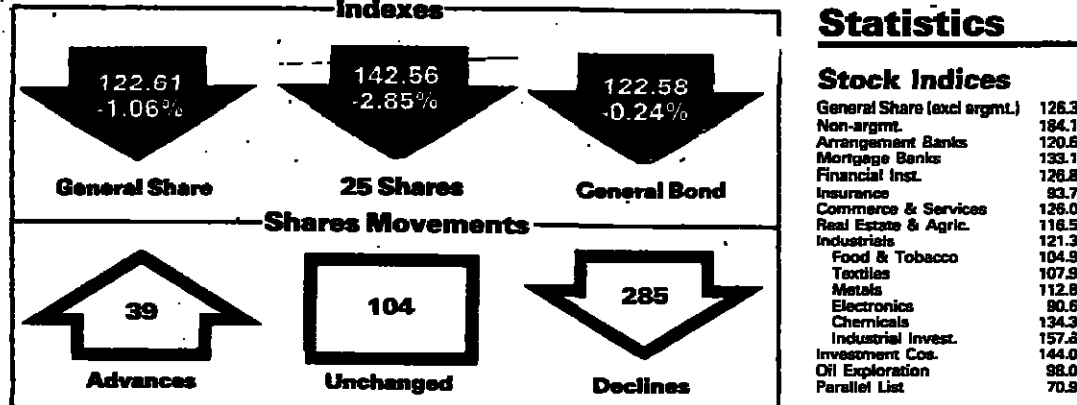 Indexes
122.61
-1.06%
General Share
142.56
-2.85%
25 Shares
122.58
-0.24%
General Bond
Shares Movements
39
Advances
104
Unchanged
285
Declines
Statistics
Stock Indices
General Share (excl argmt.) 126.3
Non-argmt. 184.1
Arrangement Banks 120.6
Mortgage Banks 133.1
Financial Inst. 126.8
Insurance 93.7
Commerce & Services 126.0
Real Estate & Agric. 116.5
Industrials 121.3
Food & Tobacco 104.9
Textiles 107.9
Metals 112.8
Electronics 90.6
Chemicals 134.3
Industrial Invest. 157.8
Investment Cos. 144.0
Oil Exploration 98.0
Parallel List 70.9